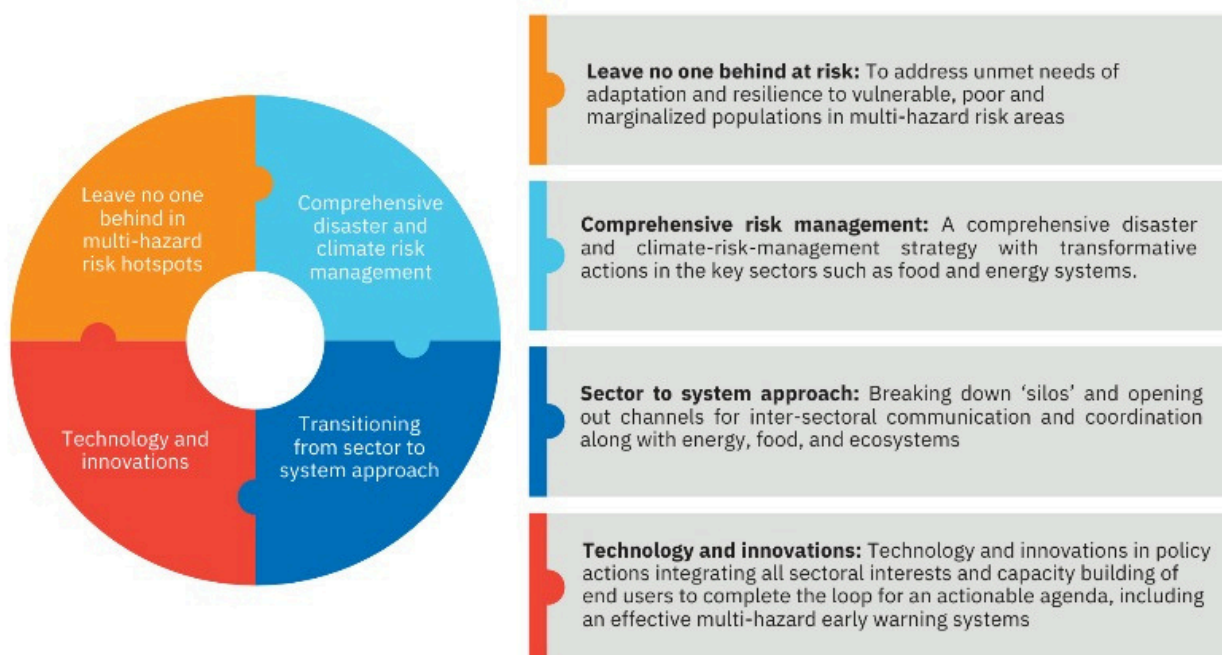 Leave no one
behind in
multi-hazard
risk hotspots
Comprehensive
disaster and
climate risk
management
Technology and
innovations
Transitioning
from sector to
system approach
Leave no one behind at risk: To address unmet needs of
adaptation and resilience to vulnerable, poor and
marginalized populations in multi-hazard risk areas
Comprehensive risk management: A comprehensive disaster
and climate-risk-management strategy with transformative
actions in the key sectors such as food and energy systems.
Sector to system approach: Breaking down ‘silos’ and opening
out channels for inter-sectoral communication and coordination
along with energy, food, and ecosystems
Technology and innovations: Technology and innovations in policy
actions integrating all sectoral interests and capacity building of
end users to complete the loop for an actionable agenda, including
an effective multi-hazard early warning systems